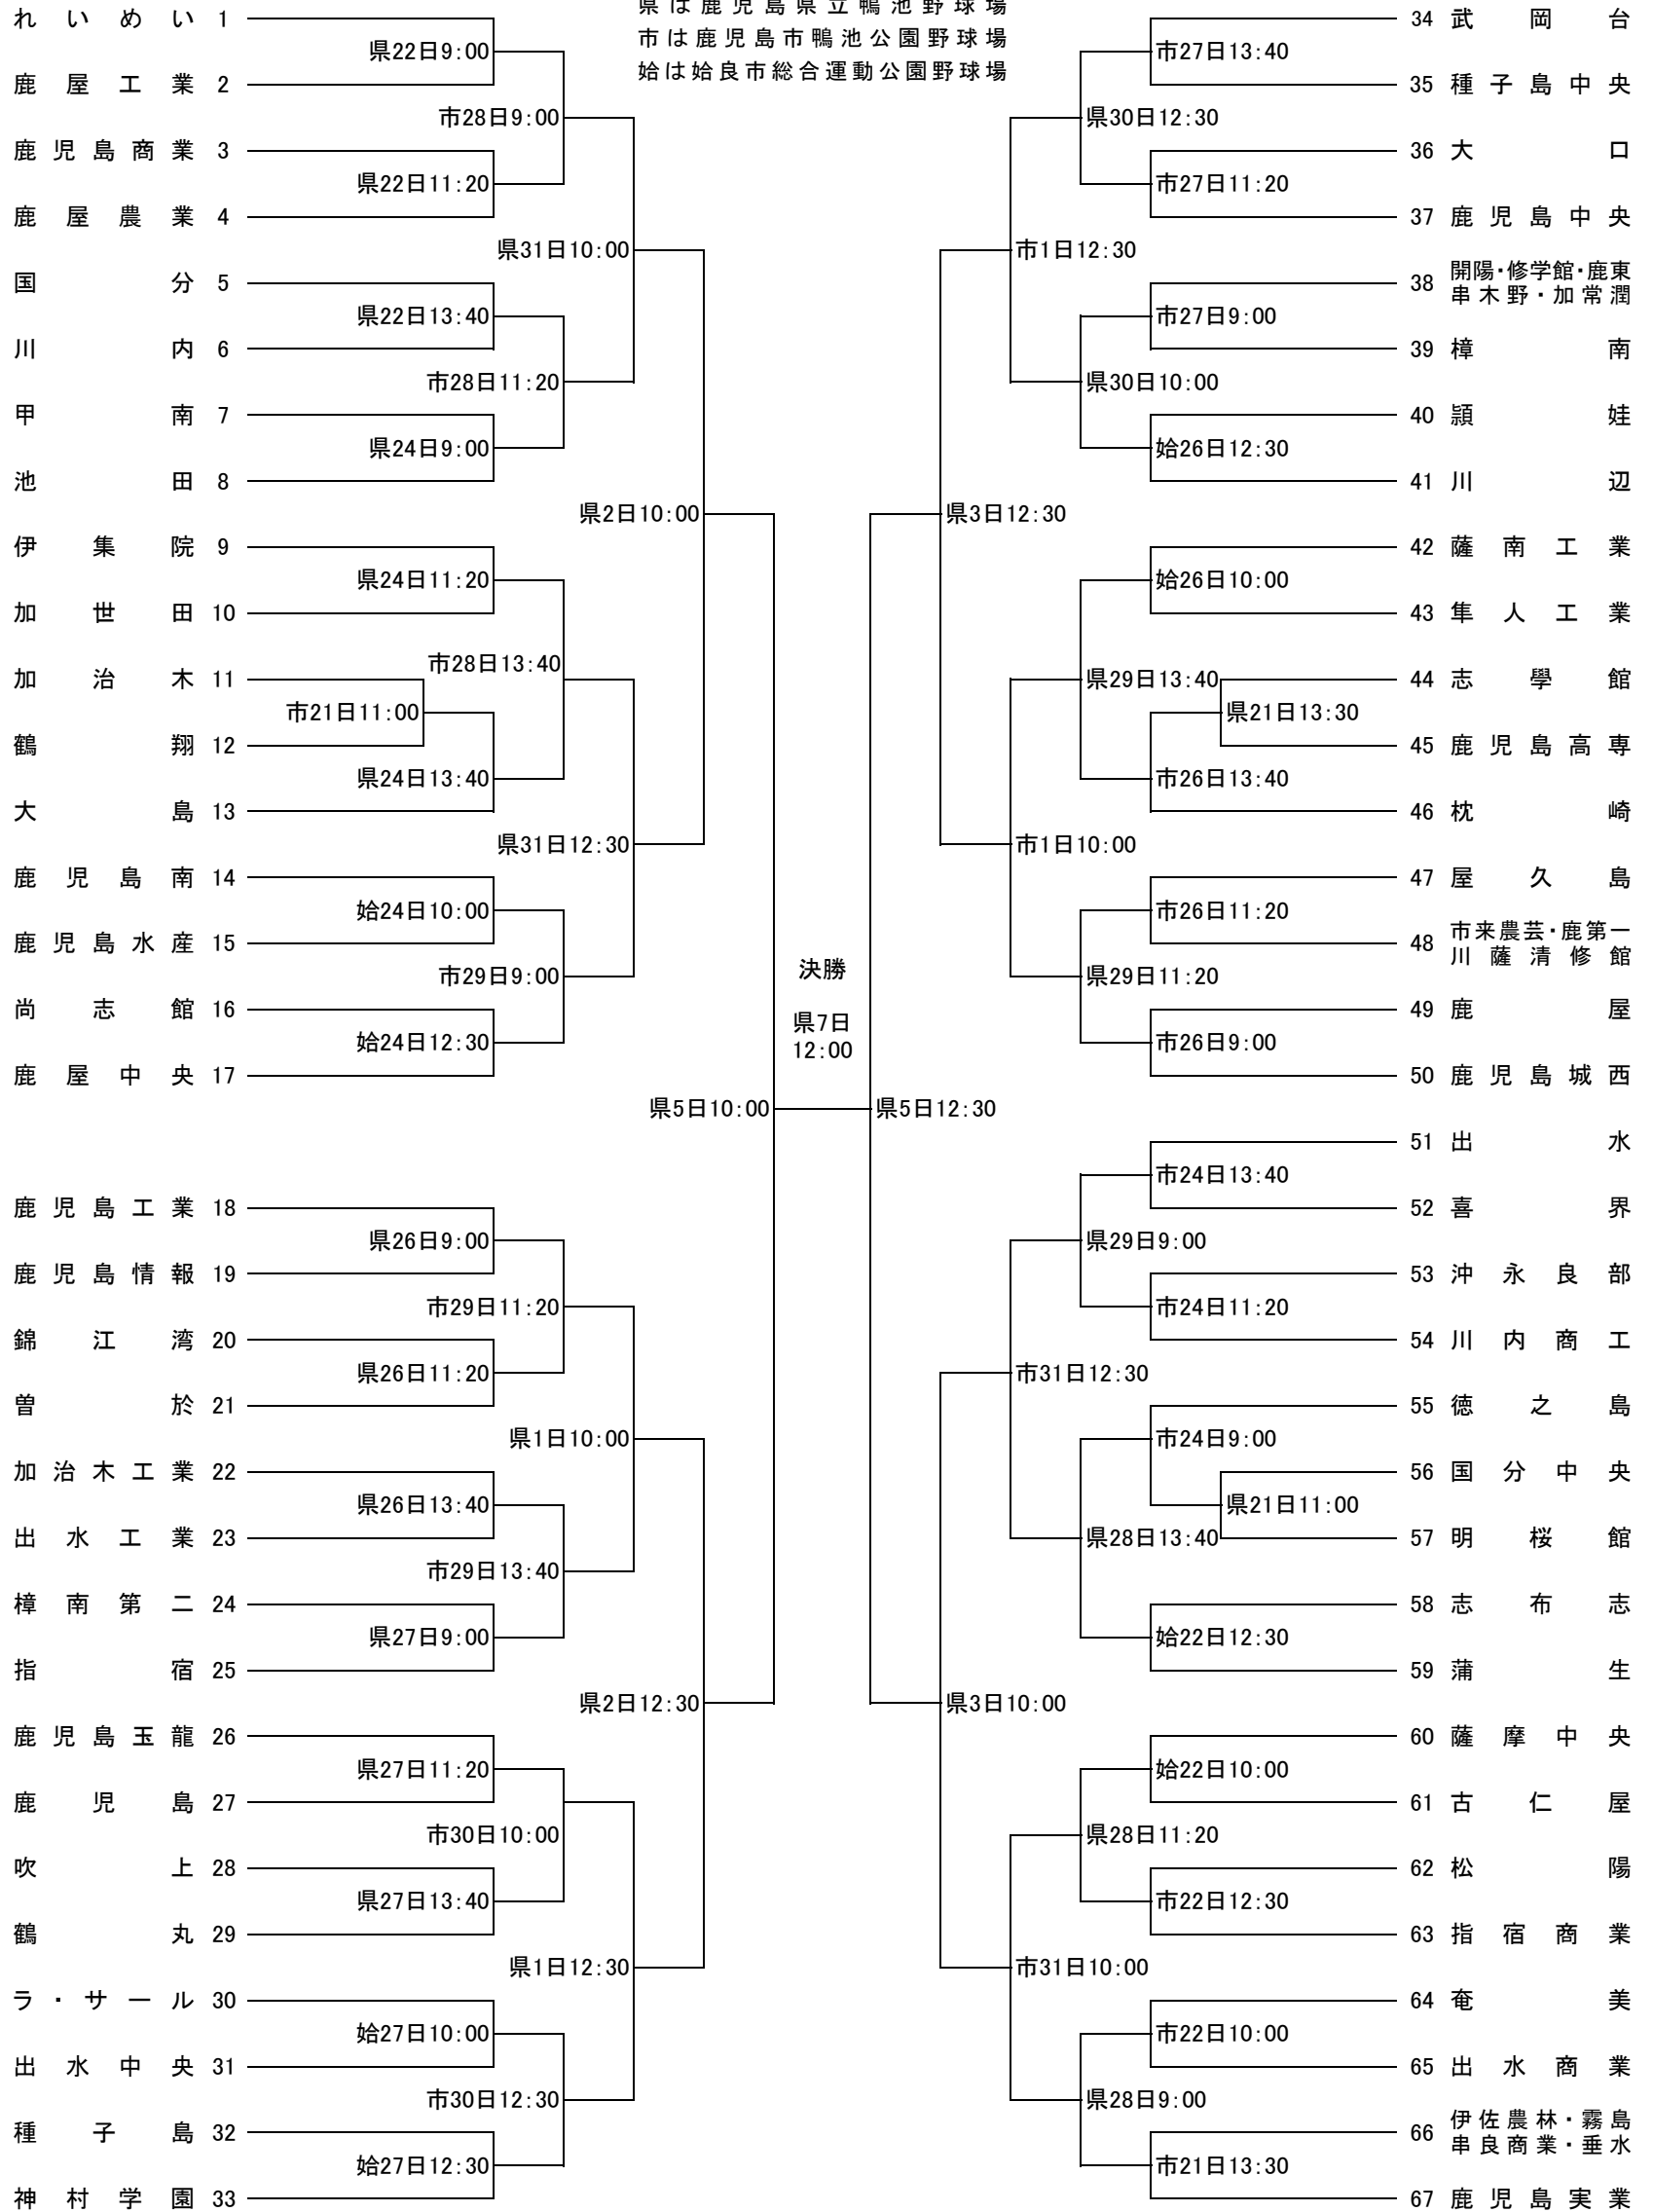 県は鹿児島県立鴨池野球場
市は鹿児島市鴨池公園野球場
姶は姶良市総合運動公園野球場
れいめい 1
県22日9:00
鹿屋工業 2
市28日9:00
鹿児島商業 3
県22日11:20
鹿屋農業 4
県31日10:00
国分 5
県22日13:40
川内 6
市28日11:20
甲南 7
県24日9:00
池田 8
県2日10:00
伊集院 9
県24日11:20
加世田 10
市28日13:40
加治木 11
市21日11:00
鶴翔 12
県24日13:40
大島 13
県31日12:30
鹿児島南 14
姶24日10:00
鹿児島水産 15
市29日9:00
尚志館 16
姶24日12:30
鹿屋中央 17
県5日10:00
鹿児島工業 18
県26日9:00
鹿児島情報 19
市29日11:20
錦江湾 20
県26日11:20
曽於 21
県1日10:00
加治木工業 22
県26日13:40
出水工業 23
市29日13:40
樟南第二 24
県27日9:00
指宿 25
県2日12:30
鹿児島玉龍 26
県27日11:20
鹿児島 27
市30日10:00
吹上 28
県27日13:40
鶴丸 29
県1日12:30
ラ・サール 30
姶27日10:00
出水中央 31
市30日12:30
種子島 32
姶27日12:30
神村学園 33
決勝
県7日
12:00
34 武岡台
市27日13:40
35 種子島中央
県30日12:30
36 大口
市27日11:20
37 鹿児島中央
市1日12:30
38 開陽・修学館・鹿東
串木野・加常潤
市27日9:00
39 樟南
県30日10:00
40 頴娃
姶26日12:30
41 川辺
県3日12:30
42 薩南工業
姶26日10:00
43 隼人工業
県29日13:40
44 志學館
県21日13:30
45 鹿児島高専
市26日13:40
46 枕崎
市1日10:00
47 屋久島
市26日11:20
48 市来農芸・鹿第一
川薩清修館
県29日11:20
49 鹿屋
市26日9:00
50 鹿児島城西
県5日12:30
51 出水
市24日13:40
52 喜界
県29日9:00
53 沖永良部
市24日11:20
54 川内商工
市31日12:30
55 徳之島
市24日9:00
56 国分中央
県21日11:00
57 明桜館
県28日13:40
58 志布志
姶22日12:30
59 蒲生
県3日10:00
60 薩摩中央
姶22日10:00
61 古仁屋
県28日11:20
62 松陽
市22日12:30
63 指宿商業
市31日10:00
64 奄美
市22日10:00
65 出水商業
県28日9:00
66 伊佐農林・霧島
串良商業・垂水
市21日13:30
67 鹿児島実業